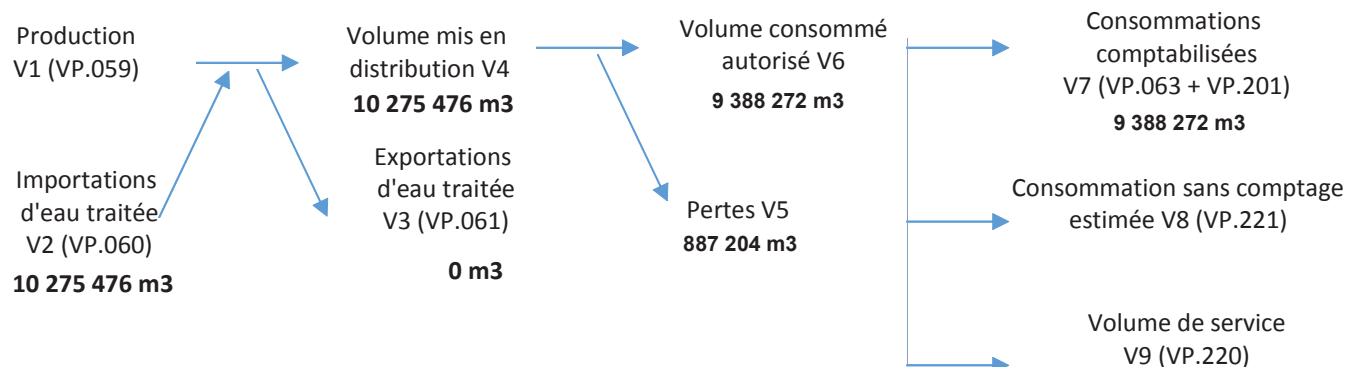 Production
V1 (VP.059)
Importations
d'eau traitée
V2 (VP.060)
10 275 476 m3
Volume mis en
distribution V4
10 275 476 m3
Exportations
d'eau traitée
V3 (VP.061)
0 m3
Volume consommé
autorisé V6
9 388 272 m3
Pertes V5
887 204 m3
Consommations
comptabilisées
V7 (VP.063 + VP.201)
9 388 272 m3
Consommation sans comptage
estimée V8 (VP.221)
Volume de service
V9 (VP.220)